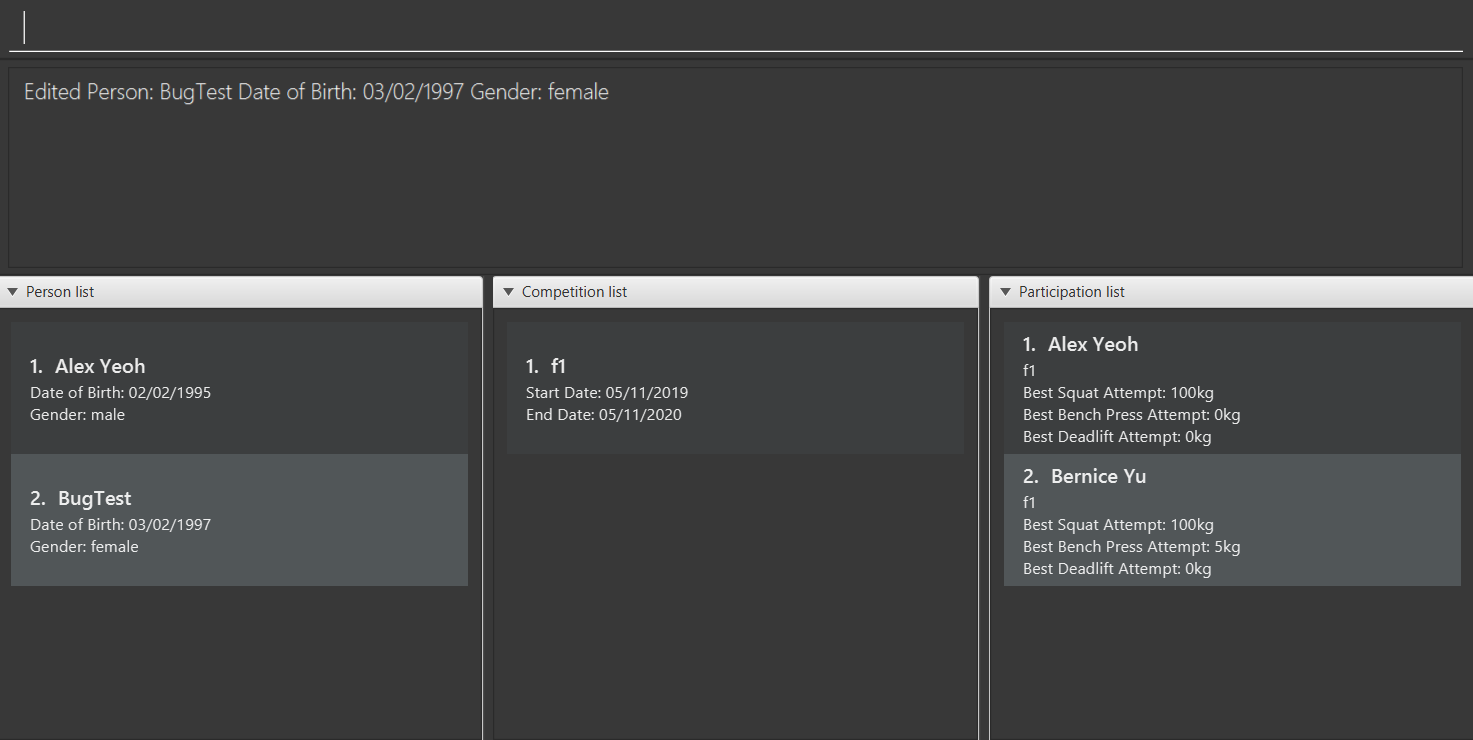 Edited Person: BugTest Date of Birth: 03/02/1997 Gender: female
Person list
1. Alex Yeoh
Date of Birth: 02/02/1995
Gender: male
2. BugTest
Date of Birth: 03/02/1997
Gender: female
Competition list
1. f1
Start Date: 05/11/2019
End Date: 05/11/2020
Participation list
1. Alex Yeoh
f1
Best Squat Attempt: 100kg
Best Bench Press Attempt: 0kg
Best Deadlift Attempt: 0kg
2. Bernice Yu
f1
Best Squat Attempt: 100kg
Best Bench Press Attempt: 5kg
Best Deadlift Attempt: 0kg